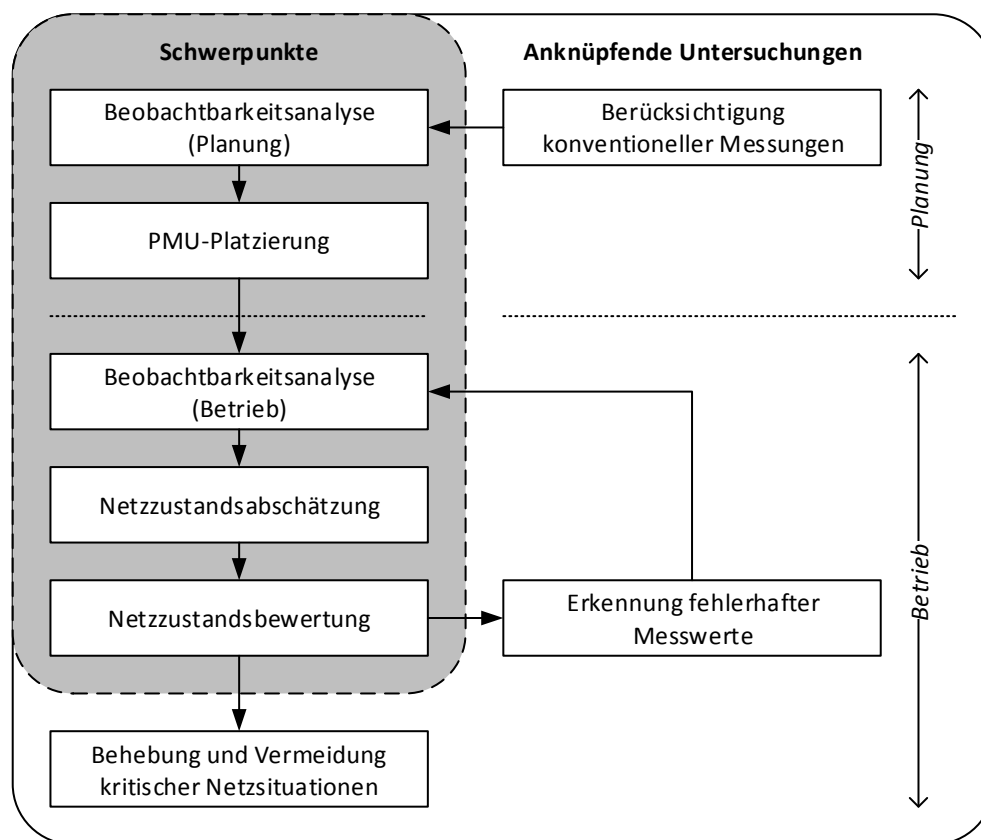 Schwerpunkte
Anknüpfende Untersuchungen
Beobachtbarkeitsanalyse
(Planung)
Berücksichtigung
konventioneller Messungen
Planung
PMU-Platzierung
Beobachtbarkeitsanalyse
(Betrieb)
Netzzustandsabschätzung
Netzzustandsbewertung
Erkennung fehlerhafter
Messwerte
Betrieb
Behebung und Vermeidung
kritischer Netzsituationen